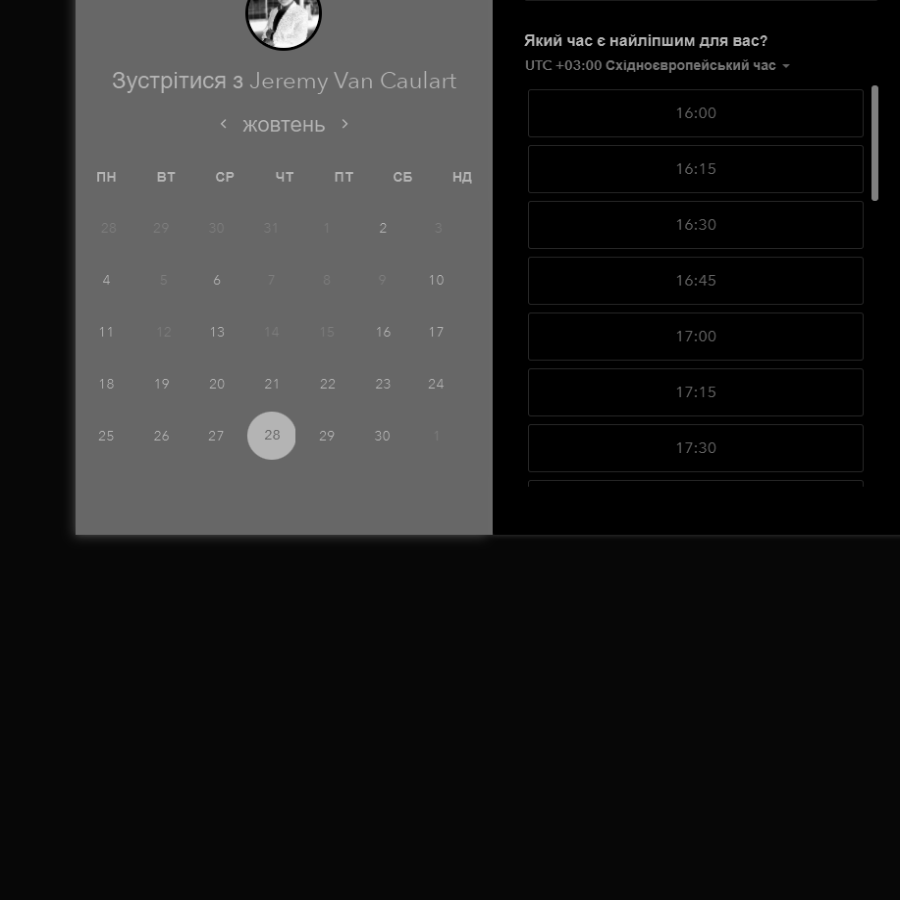 Зустрітися з Jeremy Van Caulart
жовтень
ПН ВТ СР ЧТ ПТ СБ НД
28 29 30 31 1 2 3
4 5 6 7 8 9 10
11 12 13 14 15 16 17
18 19 20 21 22 23 24
25 26 27 28 29 30 1
Який час є найліпшим для вас?
UTC +03:00 Східноєвропейський час
16:00
16:15
16:30
16:45
17:00
17:15
17:30